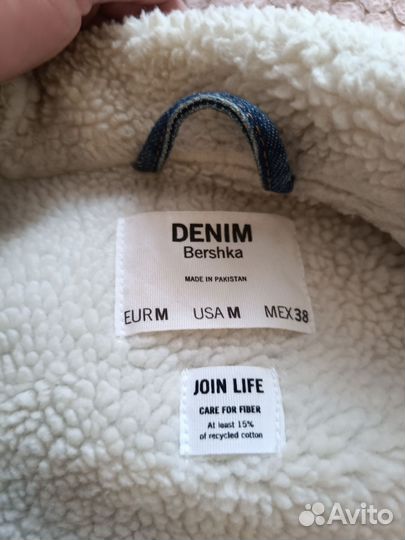 DENIM
Bershka
MADE IN PAKISTAN
EUR M USA M MEX 38
JOIN LIFE
CARE FOR FIBER
At least 15%
of recycled cotton
Avito